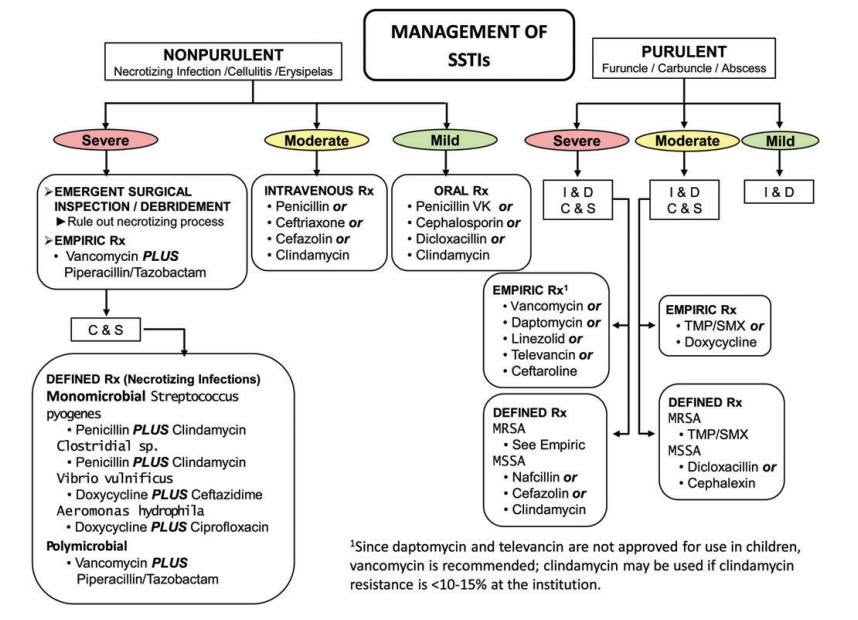 MANAGEMENT OF
SSTIs
NONPURULENT
Necrotizing Infection /Cellulitis /Erysipelas
Severe
Moderate
Mild
➢EMERGENT SURGICAL
INSPECTION / DEBRIDEMENT
►Rule out necrotizing process
➢EMPIRIC Rx
• Vancomycin PLUS
Piperacillin/Tazobactam
C & S
DEFINED Rx (Necrotizing Infections)
Monomicrobial Streptococcus
pyogenes
• Penicillin PLUS Clindamycin
Clostridial sp.
• Penicillin PLUS Clindamycin
Vibrio vulnificus
• Doxycycline PLUS Ceftazidime
Aeromonas hydrophila
• Doxycycline PLUS Ciprofloxacin
Polymicrobial
• Vancomycin PLUS
Piperacillin/Tazobactam
INTRAVENOUS Rx
• Penicillin or
• Ceftriaxone or
• Cefazolin or
• Clindamycin
ORAL Rx
• Penicillin VK or
• Cephalosporin or
• Dicloxacillin or
• Clindamycin
PURULENT
Furuncle / Carbuncle / Abscess
Severe
Moderate
Mild
I & D
C & S
I & D
C & S
I & D
EMPIRIC Rx¹
• Vancomycin or
• Daptomycin or
• Linezolid or
• Televancin or
• Ceftaroline
EMPIRIC Rx
• TMP/SMX or
• Doxycycline
DEFINED Rx
MRSA
• See Empiric
MSSA
• Nafcillin or
• Cefazolin or
• Clindamycin
DEFINED Rx
MRSA
• TMP/SMX
MSSA
• Dicloxacillin or
• Cephalexin
¹Since daptomycin and televancin are not approved for use in children,
vancomycin is recommended; clindamycin may be used if clindamycin
resistance is <10-15% at the institution.